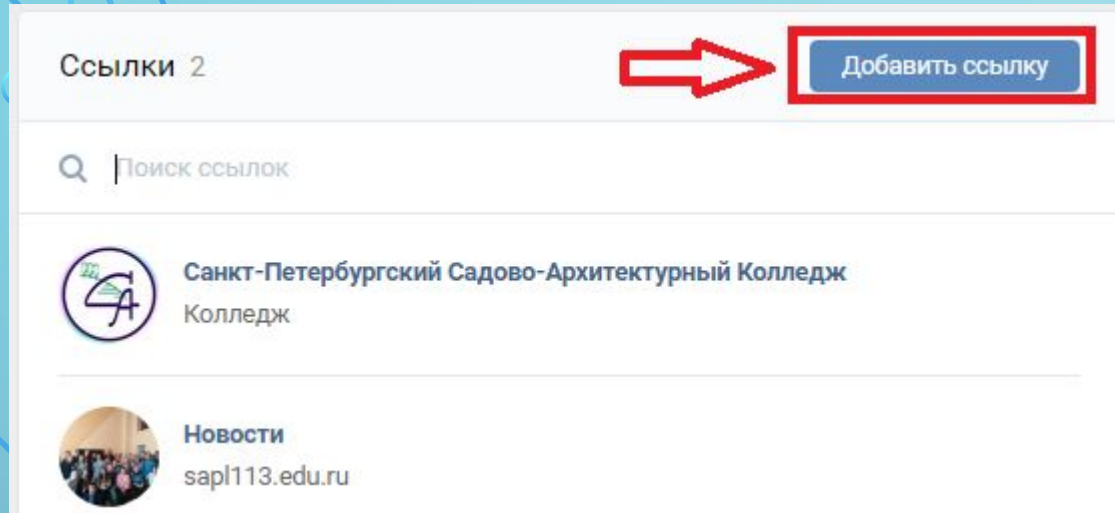 Ссылки 2
Добавить ссылку
Поиск ссылок
Санкт-Петербургский Садово-Архитектурный Колледж
Колледж
Новости
sapl113.edu.ru